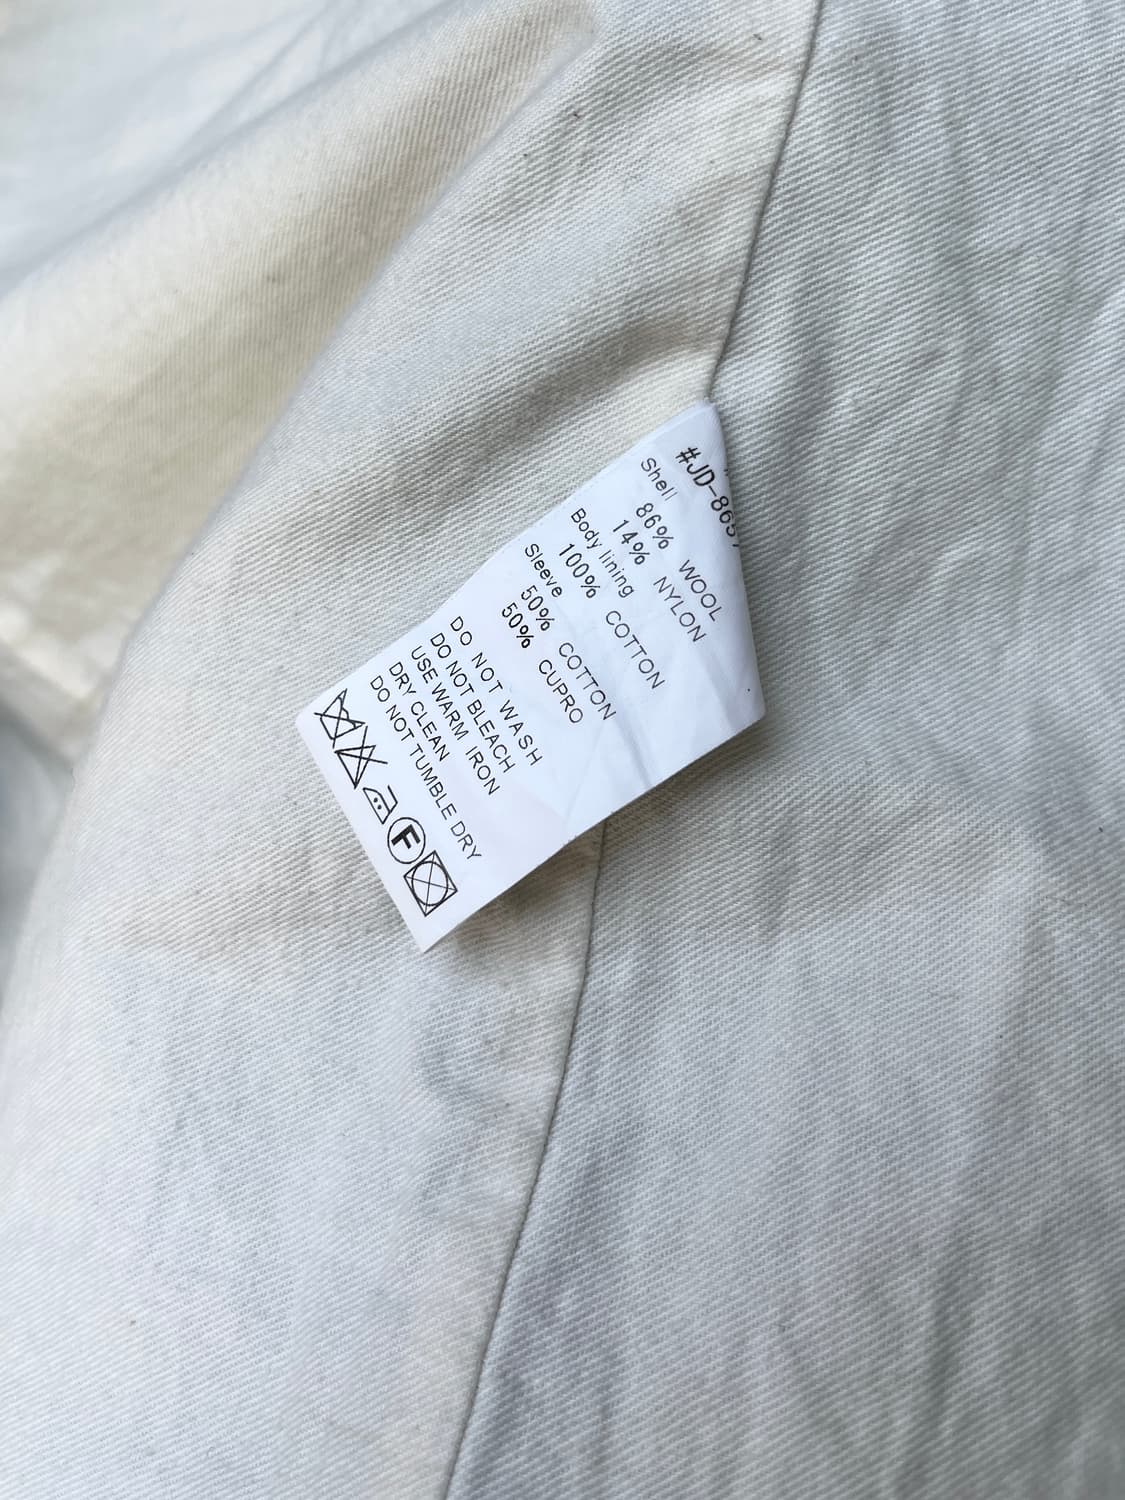 #JD-865
Shell
86% WOOL
14% NYLON
Body lining
100% COTTON
Sleeve
50% COTTON
50% CUPRO
DO NOT WASH
DO NOT BLEACH
USE WARM IRON
DRY CLEAN
DO NOT TUMBLE DRY
F